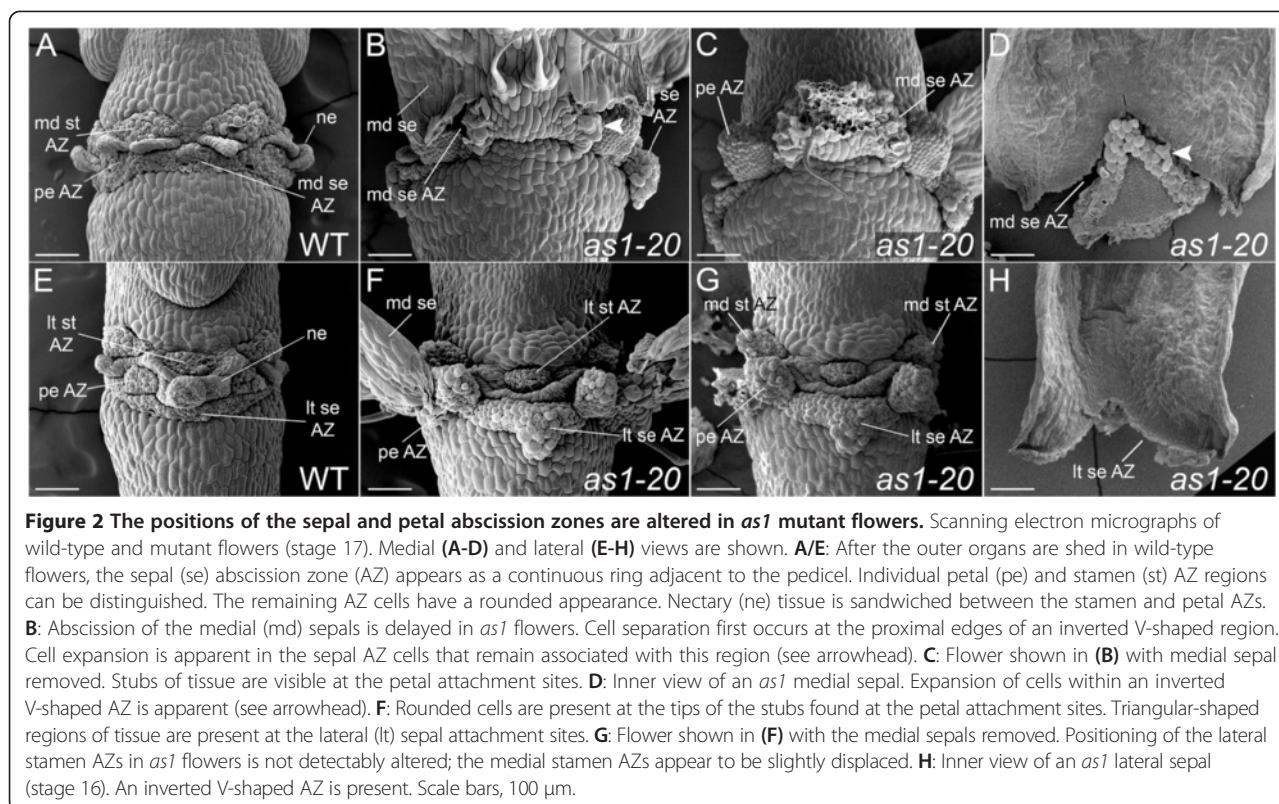 A
md st
AZ
pe AZ
ne
md se
AZ
WT
B
md se
md se AZ
lt se
AZ
as1-20
C
pe AZ
md se AZ
as1-20
D
md se AZ
as1-20
E
lt st
AZ
pe AZ
ne
lt se
AZ
WT
F
md se
lt st AZ
pe AZ
lt se AZ
as1-20
G
md st AZ
md st AZ
pe AZ
lt se AZ
as1-20
H
lt se AZ
as1-20
Figure 2 The positions of the sepal and petal abscission zones are altered in as1 mutant flowers. Scanning electron micrographs of
wild-type and mutant flowers (stage 17). Medial (A-D) and lateral (E-H) views are shown. A/E: After the outer organs are shed in wild-type
flowers, the sepal (se) abscission zone (AZ) appears as a continuous ring adjacent to the pedicel. Individual petal (pe) and stamen (st) AZ regions
can be distinguished. The remaining AZ cells have a rounded appearance. Nectary (ne) tissue is sandwiched between the stamen and petal AZs.
B: Abscission of the medial (md) sepals is delayed in as1 flowers. Cell separation first occurs at the proximal edges of an inverted V-shaped region.
Cell expansion is apparent in the sepal AZ cells that remain associated with this region (see arrowhead). C: Flower shown in (B) with medial sepal
removed. Stubs of tissue are visible at the petal attachment sites. D: Inner view of an as1 medial sepal. Expansion of cells within an inverted
V-shaped AZ is apparent (see arrowhead). F: Rounded cells are present at the tips of the stubs found at the petal attachment sites. Triangular-shaped
regions of tissue are present at the lateral (lt) sepal attachment sites. G: Flower shown in (F) with the medial sepals removed. Positioning of the lateral
stamen AZs in as1 flowers is not detectably altered; the medial stamen AZs appear to be slightly displaced. H: Inner view of an as1 lateral sepal
(stage 16). An inverted V-shaped AZ is present. Scale bars, 100 μm.